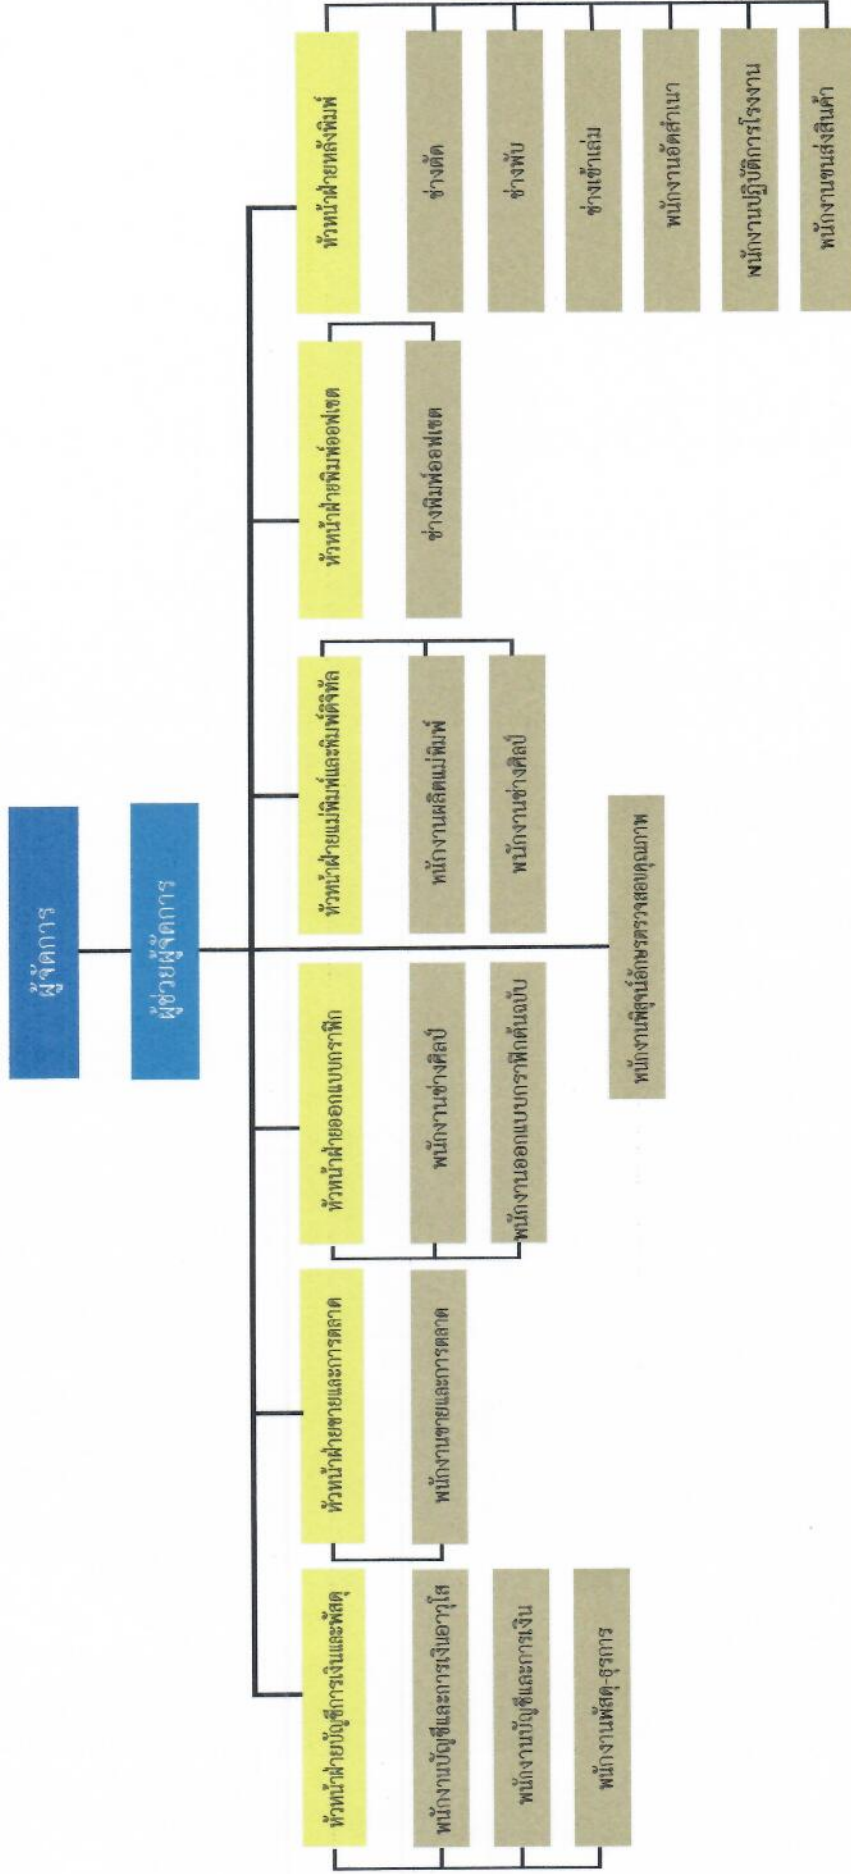 ผู้จัดการ
ผู้ช่วยผู้จัดการ
หัวหน้าฝ่ายบัญชีการเงินและพัสดุ
พนักงานบัญชีและการเงินอาวุโส
พนักงานบัญชีและการเงิน
พนักงานพัสดุ-ธุรการ
หัวหน้าฝ่ายขายและการตลาด
พนักงานขายและการตลาด
หัวหน้าฝ่ายออกแบบกราฟิก
พนักงานช่างศิลป์
พนักงานออกแบบกราฟิกต้นฉบับ
หัวหน้าฝ่ายแม่พิมพ์และพิมพ์ดิจิทัล
พนักงานผลิตแม่พิมพ์
พนักงานช่างศิลป์
หัวหน้าฝ่ายพิมพ์ออฟเซต
ช่างพิมพ์ออฟเซต
หัวหน้าฝ่ายหลังพิมพ์
ช่างตัด
ช่างพับ
ช่างเข้าเล่ม
พนักงานอัดสำเนา
พนักงานปฏิบัติการโรงงาน
พนักงานขนส่งสินค้า
พนักงานพิสูจน์อักษรตรวจสอบคุณภาพ